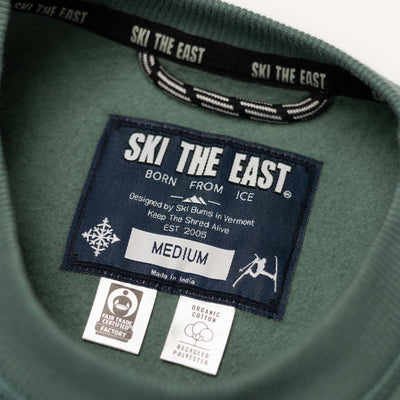 SKI THE EAST
SKI THE EAST
SKI THE EAST
SKI THE EAST®
BORN FROM ICE
Designed by Ski Bums in Vermont
Keep The Shred Alive
EST 2005
MEDIUM
Made in India
FAIR TRADE
CERTIFIED
FACTORY
ORGANIC
COTTON
RECYCLED
POLYESTER